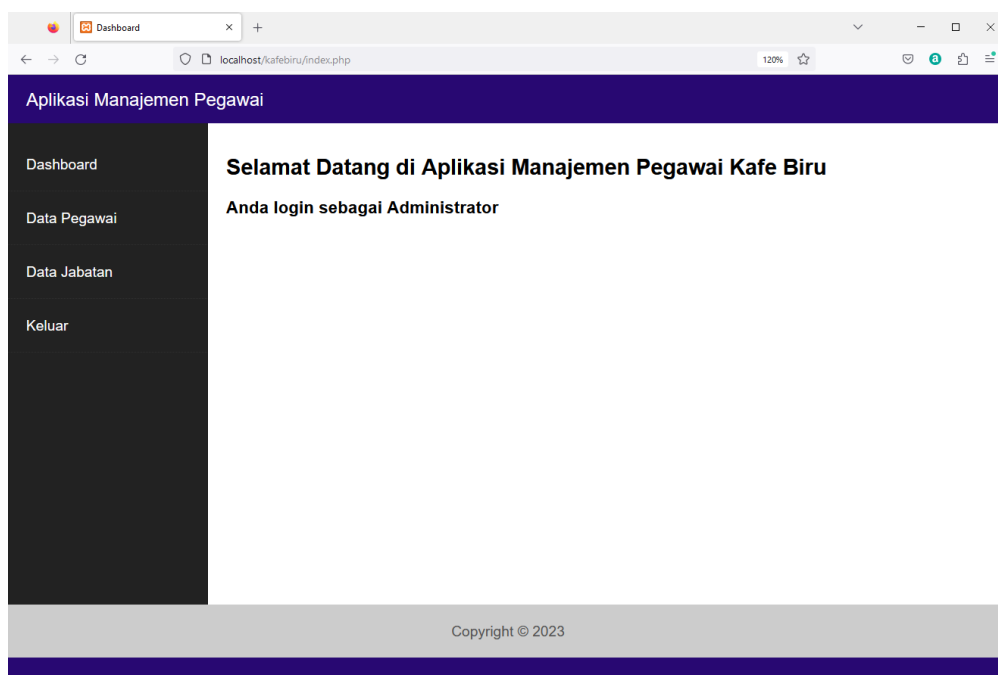 Dashboard
localhost/kafebiru/index.php
120%
a
Aplikasi Manajemen Pegawai
Dashboard
Data Pegawai
Data Jabatan
Keluar
Selamat Datang di Aplikasi Manajemen Pegawai Kafe Biru
Anda login sebagai Administrator
Copyright © 2023